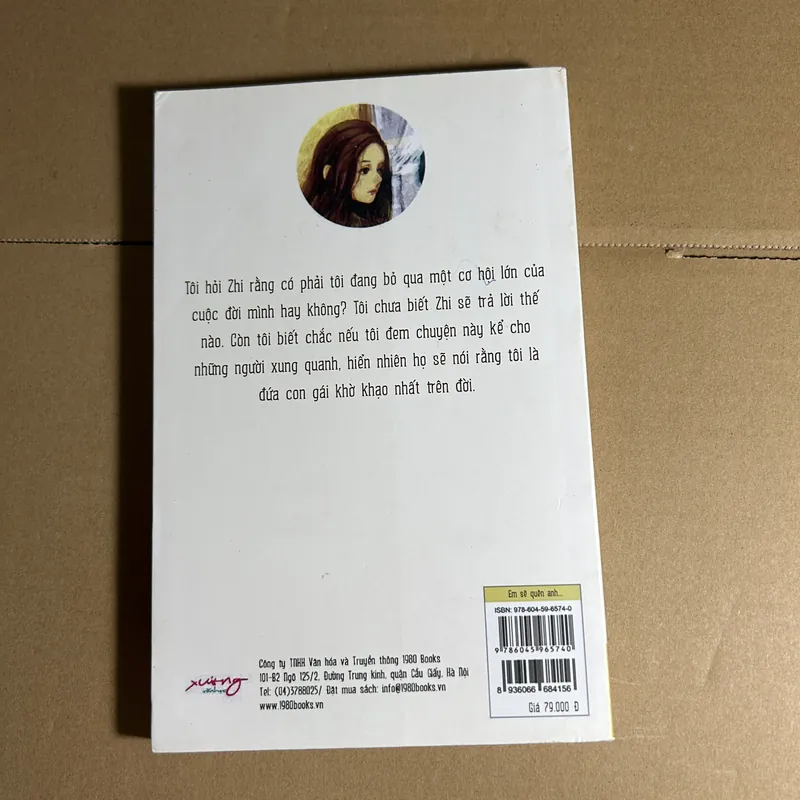 Tôi hỏi Zhi rằng có phải tôi đang bỏ qua một cơ hội lớn của
cuộc đời mình hay không? Tôi chưa biết Zhi sẽ trả lời thế
nào. Còn tôi biết chắc nếu tôi đem chuyện này kể cho
những người xung quanh, hiển nhiên họ sẽ nói rằng tôi là
đứa con gái khờ khạo nhất trên đời.
xưởng
Công ty TNHH Văn hóa và Truyền thông 1980 Books
101-B2 Ngõ 125/2, Đường Trung kính, quận Cầu Giấy, Hà Nội
Tel: (04)3788025/ Đặt mua sách: info@1980books.vn
www.1980books.vn
Em sẽ quên anh...
ISBN: 978-604-59-6574-0
9 786045 965740
8 936066 684156
Giá 79.000 Đ